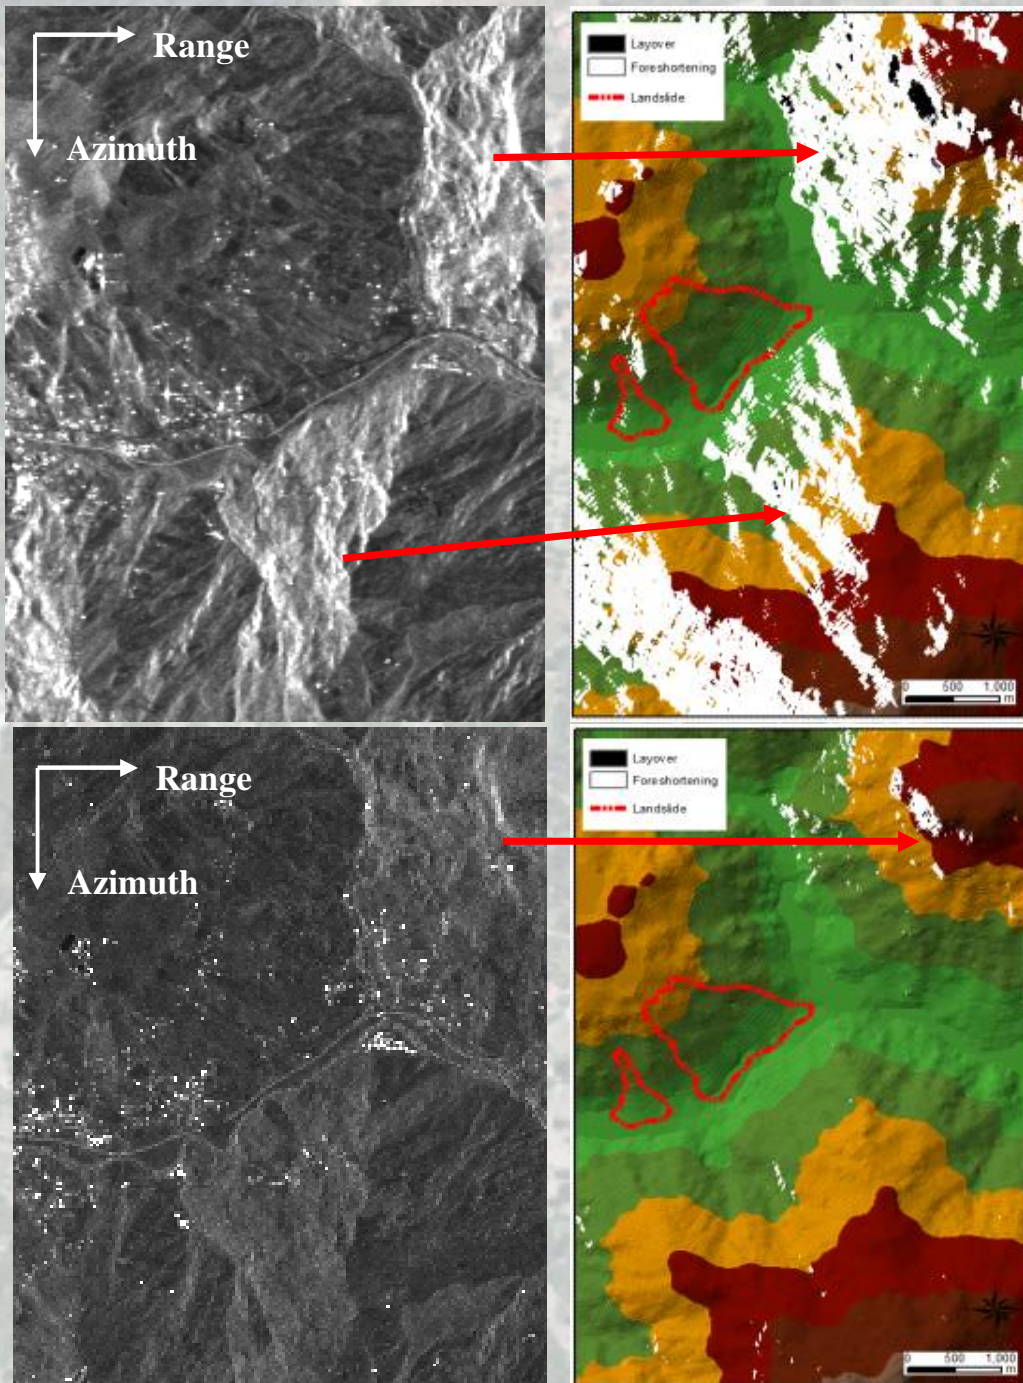 Range
Azimuth
Layover
Foreshortening
Landslide
0 500 1,000
m
Range
Azimuth
Layover
Foreshortening
Landslide
0 500 1,000
m